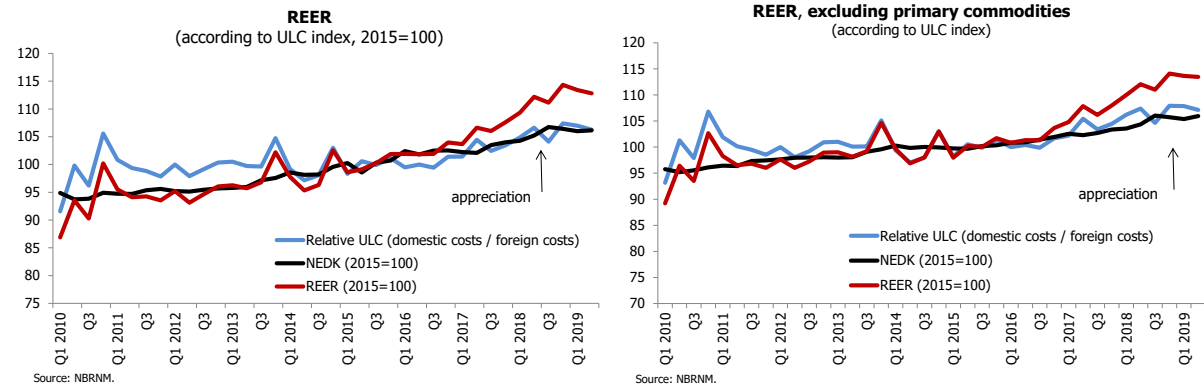 REER
(according to ULC index, 2015=100)
120
115
110
105
100
95
90
85
80
75
appreciation
Relative ULC (domestic costs / foreign costs)
NEDK (2015=100)
REER (2015=100)
Q1 2010
Q3
Q1 2011
Q3
Q1 2012
Q3
Q1 2013
Q3
Q1 2014
Q3
Q1 2015
Q3
Q1 2016
Q3
Q1 2017
Q3
Q1 2018
Q3
Q1 2019
Source: NBRNM.
REER, excluding primary commodities
(according to ULC index)
120
115
110
105
100
95
90
85
80
75
70
appreciation
Relative ULC (domestic costs / foreign costs)
NEDK (2015=100)
REER (2015=100)
Q1 2010
Q3
Q1 2011
Q3
Q1 2012
Q3
Q1 2013
Q3
Q1 2014
Q3
Q1 2015
Q3
Q1 2016
Q3
Q1 2017
Q3
Q1 2018
Q3
Q1 2019
Source: NBRNM.